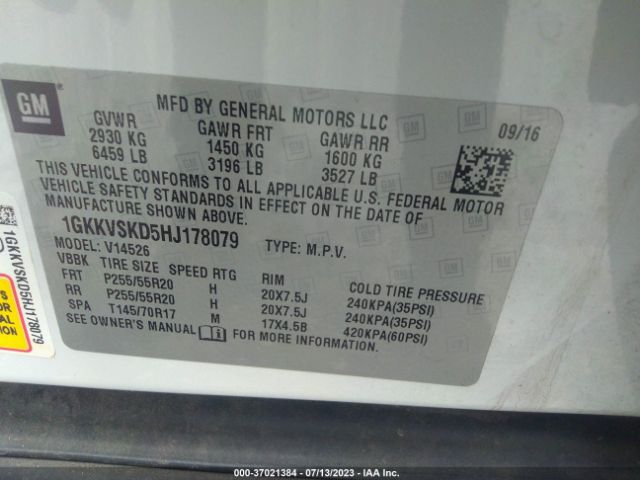 GM
MFD BY GENERAL MOTORS LLC
09/16
GVWR GAWR FRT GAWR RR
2930 KG 1450 KG 1600 KG
6459 LB 3196 LB 3527 LB
THIS VEHICLE CONFORMS TO ALL APPLICABLE U.S. FEDERAL MOTOR
VEHICLE SAFETY STANDARDS IN EFFECT ON THE DATE OF
MANUFACTURE SHOWN ABOVE.
1GKKVSKD5HJ178079 TYPE: M.P.V.
MODEL: V14526
VBBK TIRE SIZE SPEED RTG RIM COLD TIRE PRESSURE
FRT P255/55R20 H 20X7.5J 240KPA(35PSI)
RR P255/55R20 H 20X7.5J 240KPA(35PSI)
SPA T145/70R17 M 17X4.5B 420KPA(60PSI)
SEE OWNER'S MANUAL FOR MORE INFORMATION.
1GKKVSKD5HJ178079
000-37021384 - 07/13/2023 - IAA Inc.